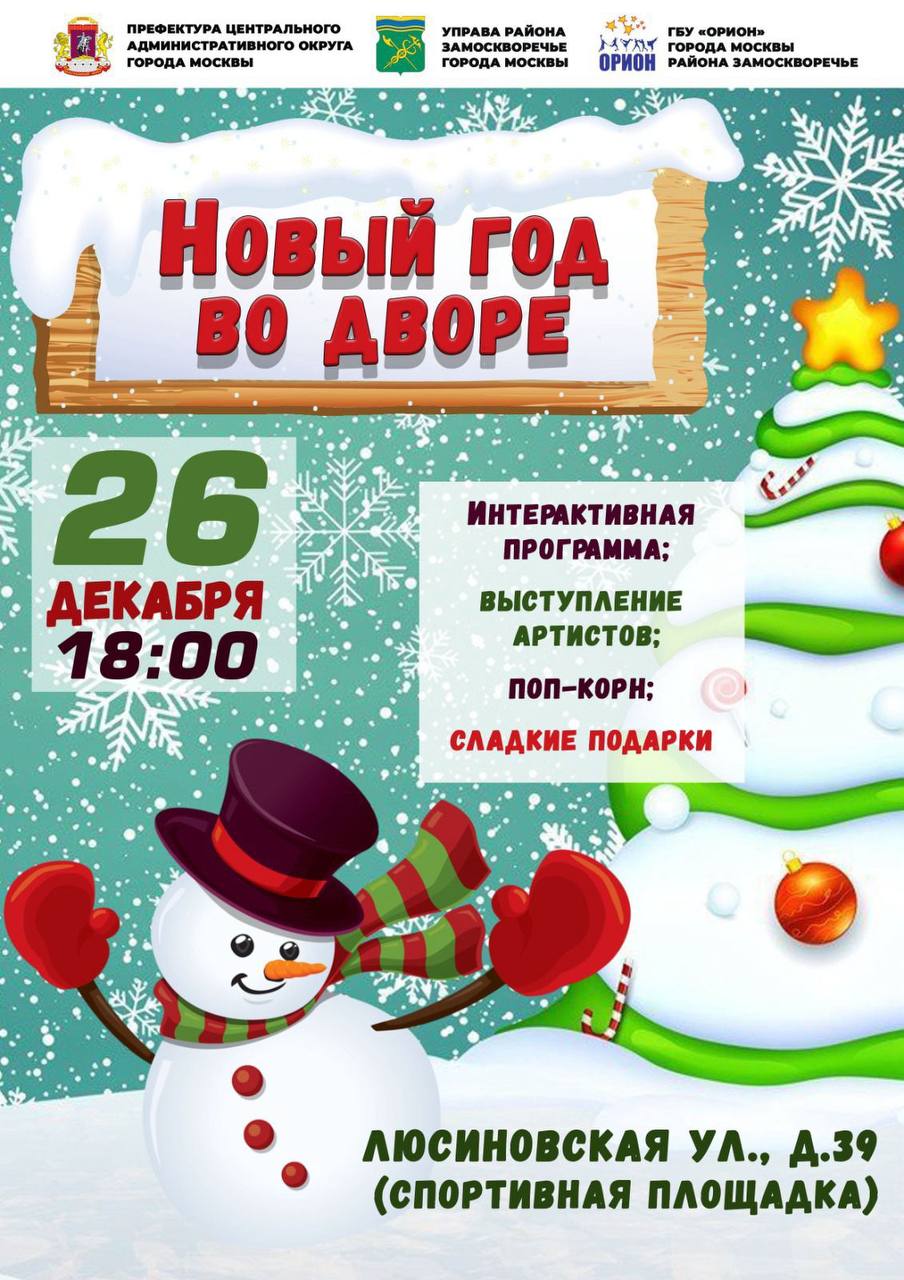 ПРЕФЕКТУРА ЦЕНТРАЛЬНОГО
АДМИНИСТРАТИВНОГО ОКРУГА
ГОРОДА МОСКВЫ
УПРАВА РАЙОНА
ЗАМОСКВОРЕЧЬЕ
ГОРОДА МОСКВЫ
ОРИОН
ГБУ «ОРИОН»
ГОРОДА МОСКВЫ
РАЙОНА ЗАМОСКВОРЕЧЬЕ
НОВЫЙ ГОД
ВО ДВОРЕ
26
ДЕКАБРЯ
18:00
ИНТЕРАКТИВНАЯ
ПРОГРАММА;
ВЫСТУПЛЕНИЕ
АРТИСТОВ;
ПОП-КОРН;
СЛАДКИЕ ПОДАРКИ
ЛЮСИНОВСКАЯ УЛ., Д.39
(СПОРТИВНАЯ ПЛОЩАДКА)